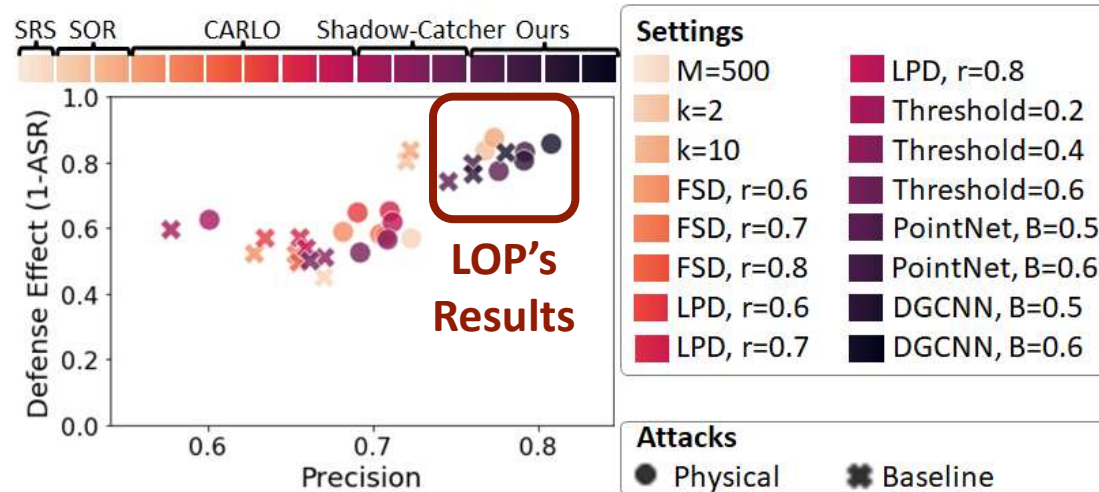 SRS SOR CARLO Shadow-Catcher Ours
1.0
0.8
0.6
0.4
0.2
0.0
Defense Effect (1-ASR)
0.6 0.7 0.8
Precision
LOP's
Results
Settings
M=500
k=2
k=10
FSD, r=0.6
FSD, r=0.7
FSD, r=0.8
LPD, r=0.6
LPD, r=0.7
LPD, r=0.8
Threshold=0.2
Threshold=0.4
Threshold=0.6
PointNet, B=0.5
PointNet, B=0.6
DGCNN, B=0.5
DGCNN, B=0.6
Attacks
Physical Baseline